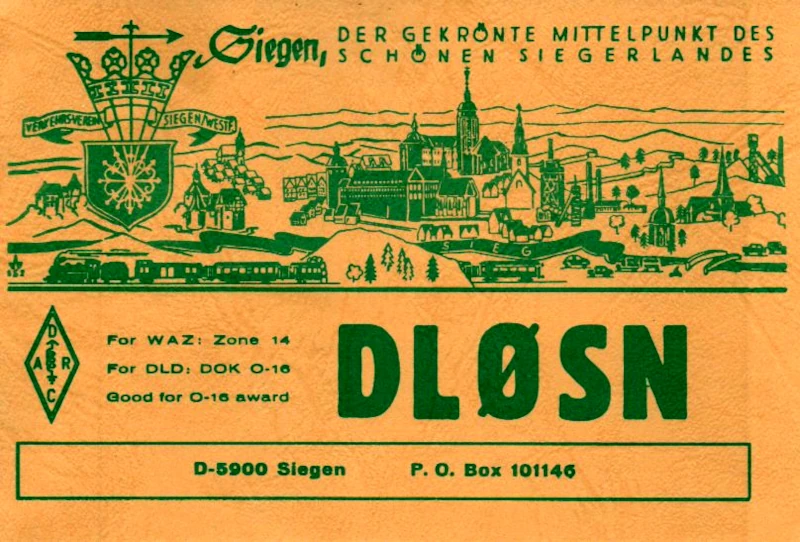 Siegen,
DER GEKRÖNTE MITTELPUNKT DES
SCHÖNEN SIEGERLANDES
VERKEHRSVEREIN SIEGEN/WESTF.
SIEG
D
A R
C
For WAZ: Zone 14
For DLD: DOK O-16
Good for O-16 award
DLØSN
D-5900 Siegen P. O. Box 101146